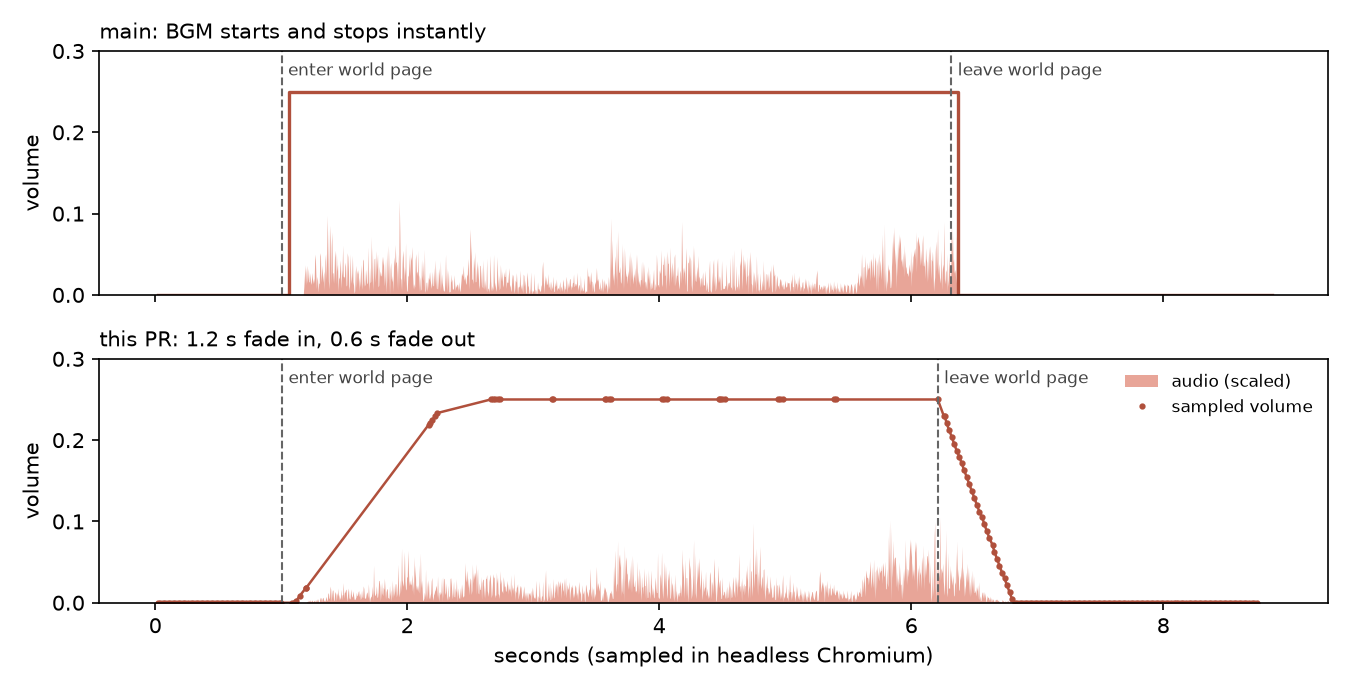 main: BGM starts and stops instantly
0.3
enter world page
leave world page
0.2
volume
0.1
0.0
this PR: 1.2 s fade in, 0.6 s fade out
0.3
enter world page
leave world page
audio (scaled)
sampled volume
0.2
volume
0.1
0.0
0 2 4 6 8
seconds (sampled in headless Chromium)